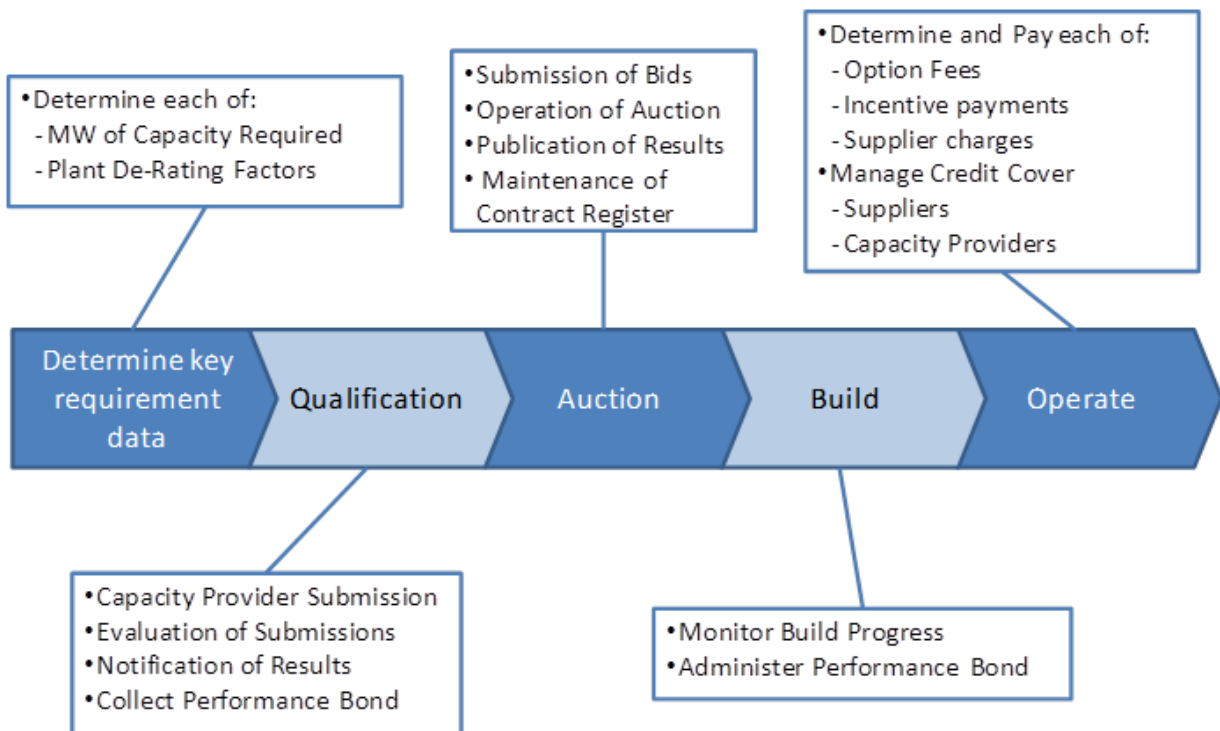 •Determine each of:
-MW of Capacity Required
-Plant De-Rating Factors
•Submission of Bids
•Operation of Auction
•Publication of Results
• Maintenance of
Contract Register
•Determine and Pay each of:
-Option Fees
-Incentive payments
-Supplier charges
•Manage Credit Cover
-Suppliers
-Capacity Providers
Determine key
requirement
data
Qualification
Auction
Build
Operate
•Capacity Provider Submission
•Evaluation of Submissions
•Notification of Results
•Collect Performance Bond
•Monitor Build Progress
•Administer Performance Bond